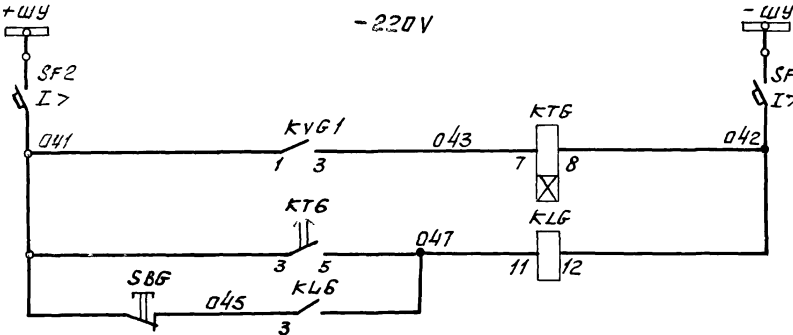 +ШУ -220V -ШУ
SF2 SF
I> I>
041 KVG1 043 KTG 042
1 3 7 8
KTG 047 KLG
3 5 11 12
SBG 045 KLG
3